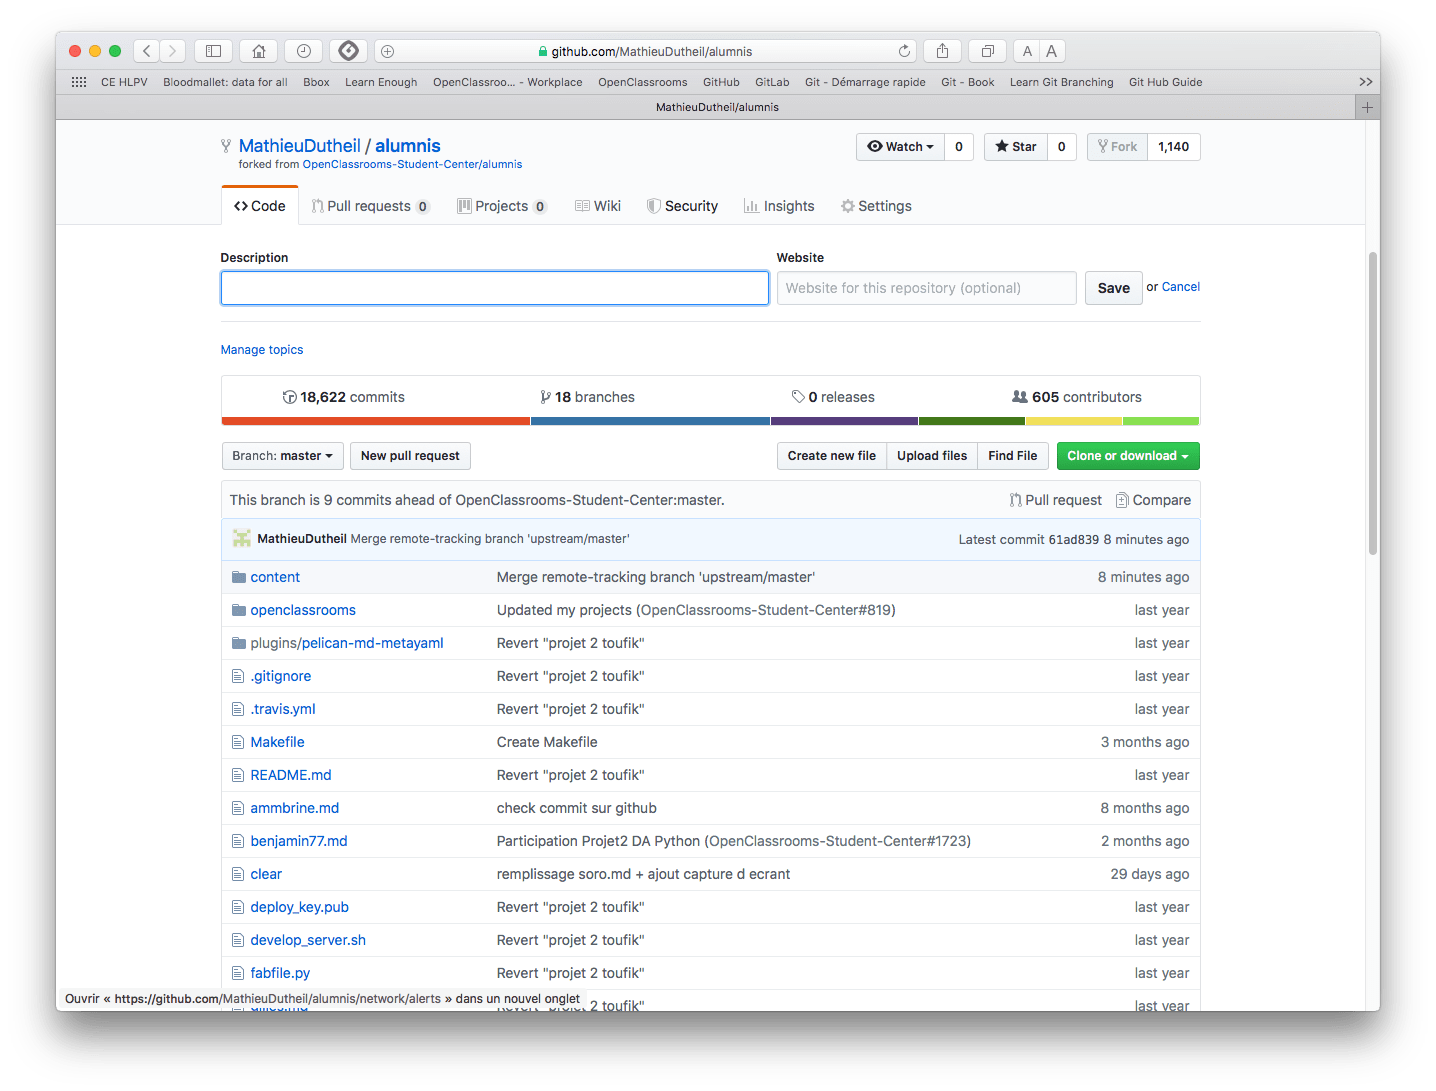 github.com/MathieuDutheil/alumnis
A A
CE HLPV Bloodmallet: data for all Bbox Learn Enough OpenClassroo... - Workplace OpenClassrooms GitHub GitLab Git - Démarrage rapide Git - Book Learn Git Branching Git Hub Guide
MathieuDutheil/alumnis
MathieuDutheil / alumnis
Watch 0 Star 0 Fork 1,140
forked from OpenClassrooms-Student-Center/alumnis
Code Pull requests 0 Projects 0 Wiki Security Insights Settings
Description Website
Website for this repository (optional) Save or Cancel
Manage topics
18,622 commits 18 branches 0 releases 605 contributors
Branch: master New pull request Create new file Upload files Find File Clone or download
This branch is 9 commits ahead of OpenClassrooms-Student-Center:master. Pull request Compare
MathieuDutheil Merge remote-tracking branch 'upstream/master' Latest commit 61ad839 8 minutes ago
content Merge remote-tracking branch 'upstream/master' 8 minutes ago
openclassrooms Updated my projects (OpenClassrooms-Student-Center#819) last year
plugins/pelican-md-metayaml Revert "projet 2 toufik" last year
.gitignore Revert "projet 2 toufik" last year
.travis.yml Revert "projet 2 toufik" last year
Makefile Create Makefile 3 months ago
README.md Revert "projet 2 toufik" last year
ammbrine.md check commit sur github 8 months ago
benjamin77.md Participation Projet2 DA Python (OpenClassrooms-Student-Center#1723) 2 months ago
clear remplissage soro.md + ajout capture d ecrant 29 days ago
deploy_key.pub Revert "projet 2 toufik" last year
develop_server.sh Revert "projet 2 toufik" last year
fabfile.py Revert "projet 2 toufik" last year
Ouvrir « https://github.com/MathieuDutheil/alumnis/network/alerts » dans un nouvel onglet
Revert "projet 2 toufik" last year